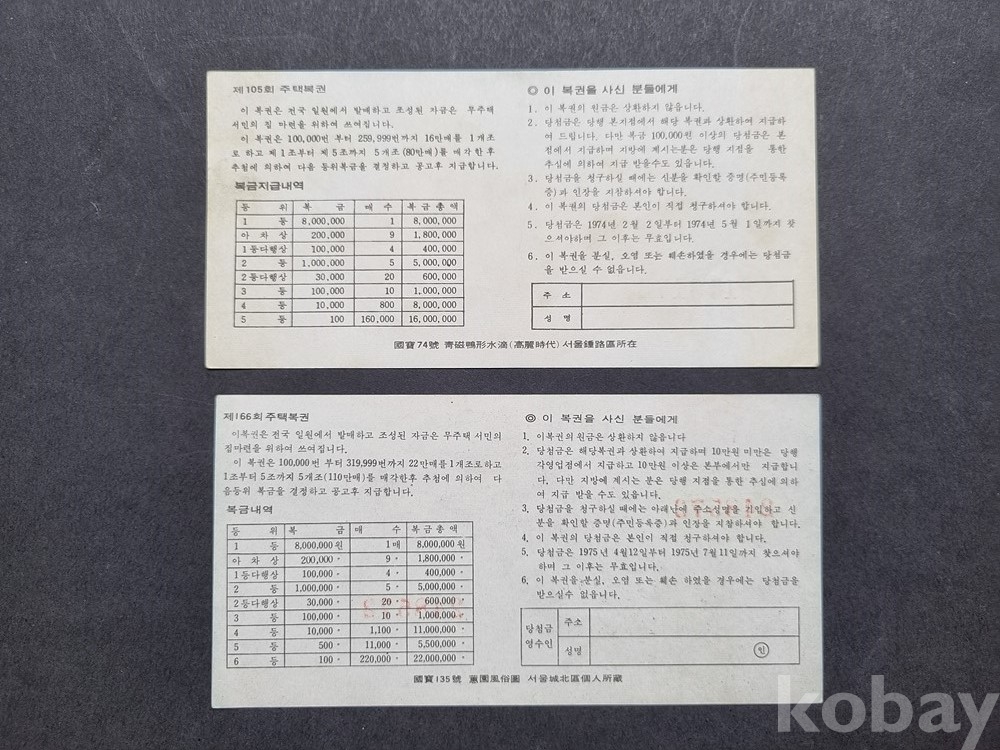 제105회 주택복권
이 복권은 전국 일원에서 발매하고 조성된 자금은 무주택
서민의 집 마련을 위하여 쓰여집니다.
이 복권은 100,000번 부터 259,999번까지 16만매를 1개조
로 하고 제1조부터 제5조까지 5개조(80만매)를 매각한후
추첨에 의하여 다음 등위복금을 결정하고 공고후 지급합니다.
복금지급내역
등 위 복 금 매 수 복금총액
1 등 8,000,000 1 8,000,000
아 차 상 200,000 9 1,800,000
1등다행상 100,000 4 400,000
2 등 1,000,000 5 5,000,000
2등다행상 30,000 20 600,000
3 등 100,000 10 1,000,000
4 등 10,000 800 8,000,000
5 등 100 160,000 16,000,000
◎ 이 복권을 사신 분들에게
1. 이 복권의 원금은 상환하지 않읍니다.
2. 당첨금은 당행 본지점에서 해당 복권과 상환하여 지급하
여 드립니다. 다만 복금 100,000원 이상의 당첨금은 본
점에서 지급하며 지방에 계시는분은 당행 지점을 통한
추심에 의하여 지급 받을수도 있읍니다.
3. 당첨금을 청구하실 때에는 신분을 확인할 증명(주민등록
증)과 인장을 지참하셔야 합니다.
4. 이 복권의 당첨금은 본인이 직접 청구하셔야 합니다.
5. 당첨금은 1974년 2월 2일부터 1974년 5월 1일까지 찾
으셔야하며 그 이후는 무효입니다.
6. 이 복권을 분실, 오염 또는 훼손하였을 경우에는 당첨금
을 받으실 수 없읍니다.
주 소
성 명
國寶74號 靑磁鴨形水滴(高麗時代) 서울鍾路區所在
제166회 주택복권
이복권은 전국 일원에서 발매하고 조성된 자금은 무주택 서민의
집마련을 위하여 쓰여집니다.
이 복권은 100,000번 부터 319,999번까지 22만매를 1개조로하고
1조부터 5조까지 5개조(110만매)를 매각한후 추첨에 의하여 다
음등위 복금을 결정하고 공고후 지급합니다.
복금내역
등 위 복 금 매 수 복금총액
1 등 8,000,000원 1매 8,000,000원
아 차 상 200,000〃 9〃 1,800,000〃
1등다행상 100,000〃 4〃 400,000〃
2 등 1,000,000〃 5〃 5,000,000〃
2등다행상 30,000〃 20〃 600,000〃
3 등 100,000〃 10〃 1,000,000〃
4 등 10,000〃 1,100〃 11,000,000〃
5 등 500〃 11,000〃 5,500,000〃
6 등 100〃 220,000〃 22,000,000〃
◎ 이 복권을 사신 분들에게
1. 이복권의 원금은 상환하지 않읍니다
2. 당첨금은 해당복권과 상환하여 지급하며 10만원 미만은 당행
각영업점에서 지급하고 10만원 이상은 본부에서만 지급합니
다. 다만 지방에 계시는 분은 당행 지점을 통한 추심에 의하
여 지급 받을 수도 있읍니다.
3. 당첨금을 청구하실 때에는 아래난에 주소성명을 기입하고 신
분을 확인할 증명(주민등록증)과 인장을 지참하셔야 합니다.
4. 이 복권의 당첨금은 본인이 직접 청구하셔야 합니다.
5. 당첨금은 1975년 4월12일부터 1975년 7월11일까지 찾으셔야
하며 그 이후는 무효입니다.
6. 이 복권을 분실, 오염 또는 훼손 하였을 경우에는 당첨금을
받으실수 없읍니다.
당첨금
영수인
주소
성명 인
國寶135號 蕙園風俗圖 서울城北區個人所藏
kobay